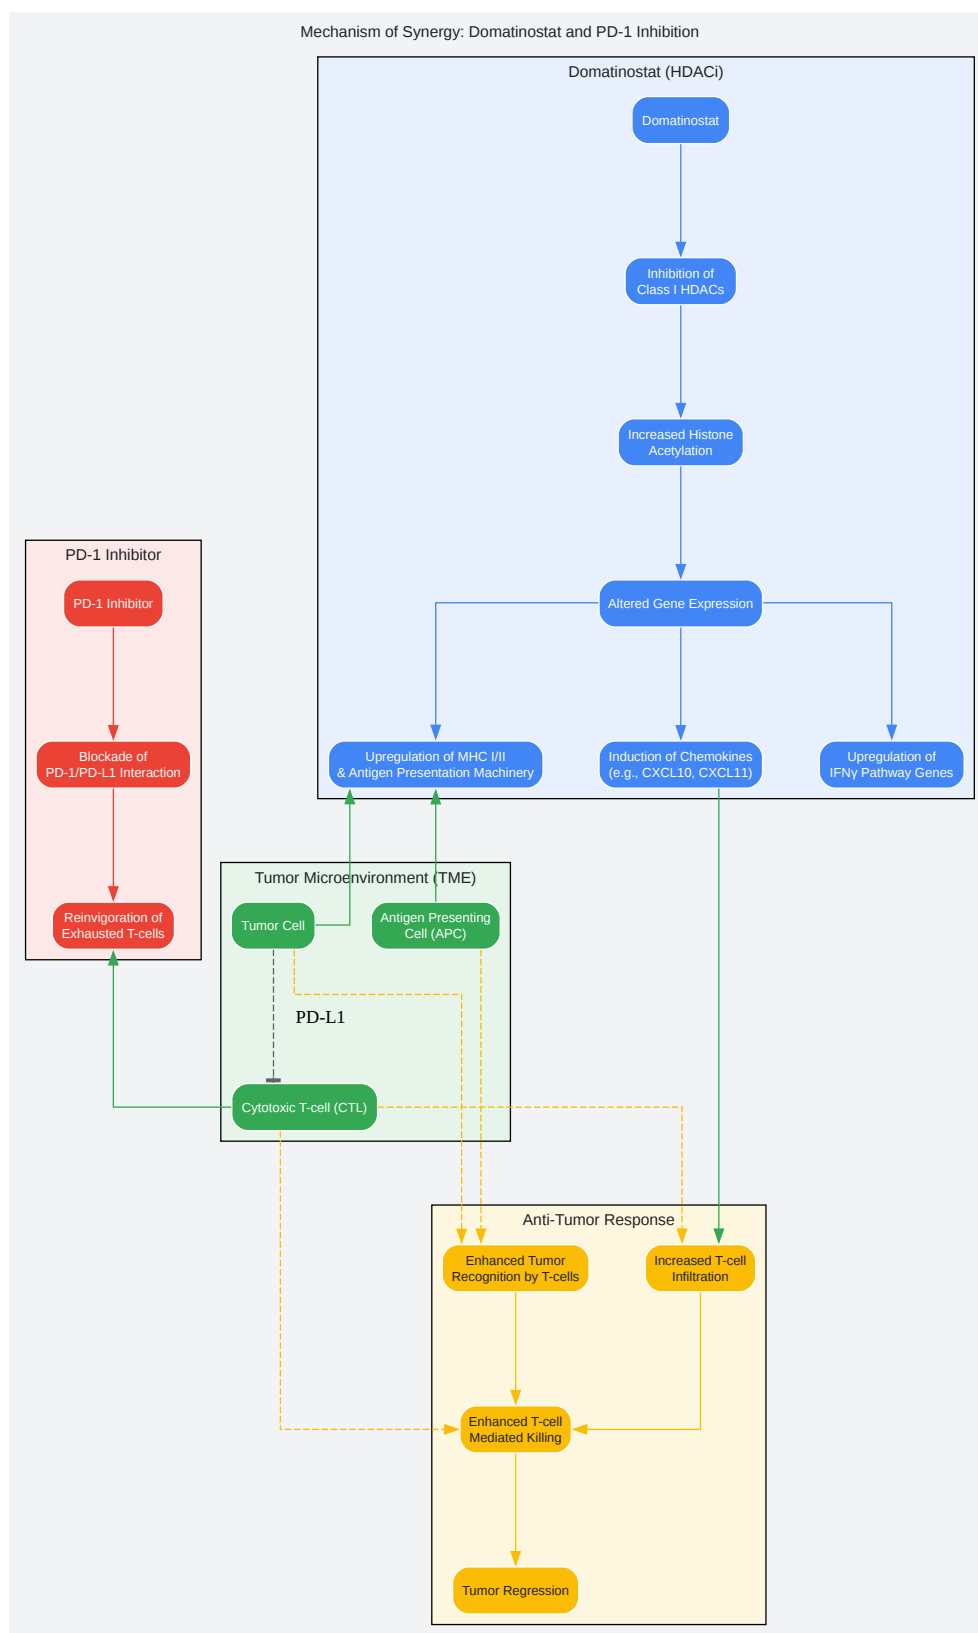 Mechanism of Synergy: Domatinostat and PD-1 Inhibition
Domatinostat (HDACi)
Domatinostat
Inhibition of
Class I HDACs
Increased Histone
Acetylation
PD-1 Inhibitor
PD-1 Inhibitor
Altered Gene Expression
Blockade of
PD-1/PD-L1 Interaction
Upregulation of MHC I/II
& Antigen Presentation Machinery
Induction of Chemokines
(e.g., CXCL10, CXCL11)
Upregulation of
IFNγ Pathway Genes
Tumor Microenvironment (TME)
Reinvigoration of
Exhausted T-cells
Tumor Cell
Antigen Presenting
Cell (APC)
PD-L1
Cytotoxic T-cell (CTL)
Anti-Tumor Response
Enhanced Tumor
Recognition by T-cells
Increased T-cell
Infiltration
Enhanced T-cell
Mediated Killing
Tumor Regression